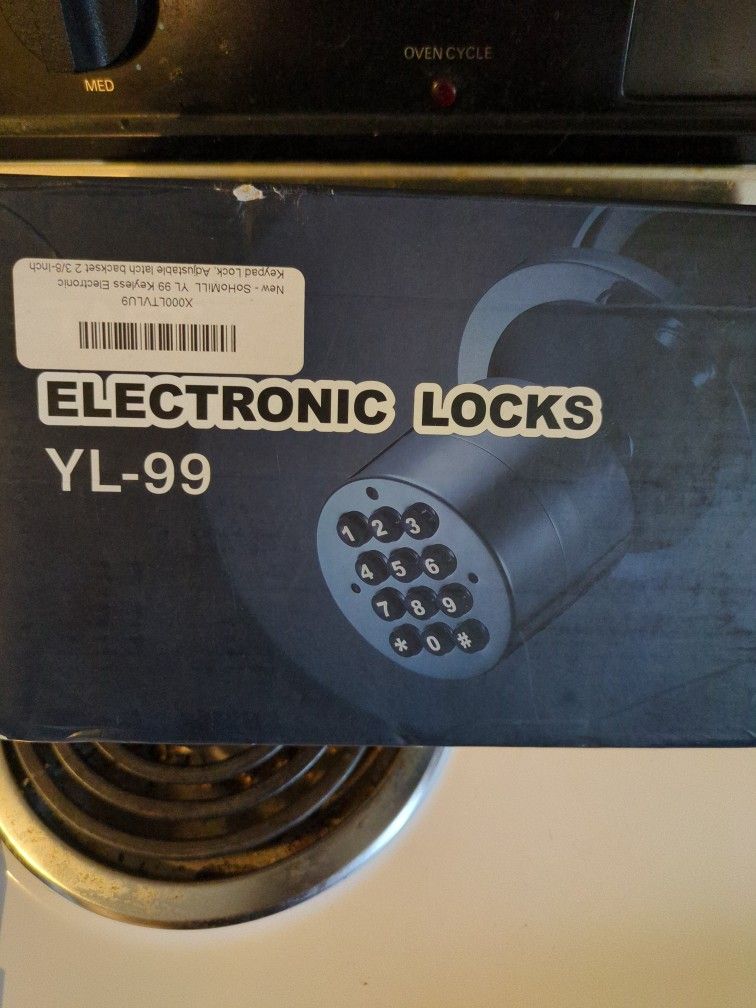 MED
OVEN CYCLE
X000LTVLU9
New - SoHoMiLL YL 99 Keyless Electronic
Keypad Lock, Adjustable latch backset 2 3/8-Inch
ELECTRONIC LOCKS
YL-99
1 2 3
4 5 6
7 8 9
* 0 #